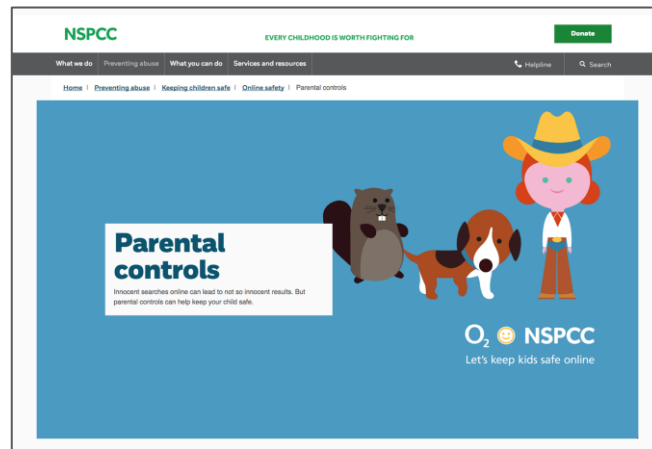 NSPCC
EVERY CHILDHOOD IS WORTH FIGHTING FOR
Donate
What we do Preventing abuse What you can do Services and resources Helpline Search
Home | Preventing abuse | Keeping children safe | Online safety | Parental controls
Parental
controls
Innocent searches online can lead to not so innocent results. But
parental controls can help keep your child safe.
O2 NSPCC
Let's keep kids safe online